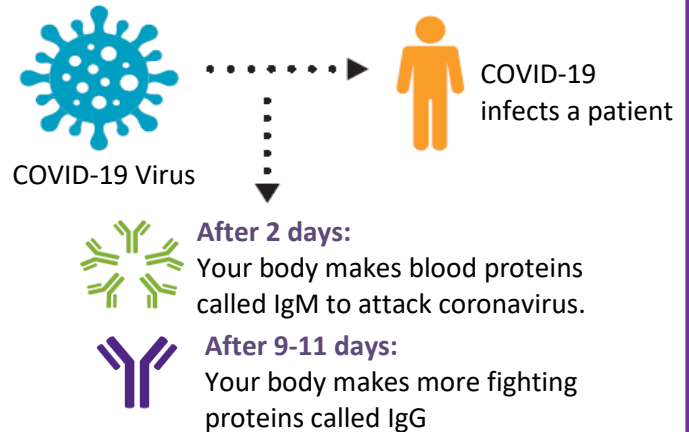 COVID-19
infects a patient
COVID-19 Virus
After 2 days:
Your body makes blood proteins
called IgM to attack coronavirus.
After 9-11 days:
Your body makes more fighting
proteins called IgG